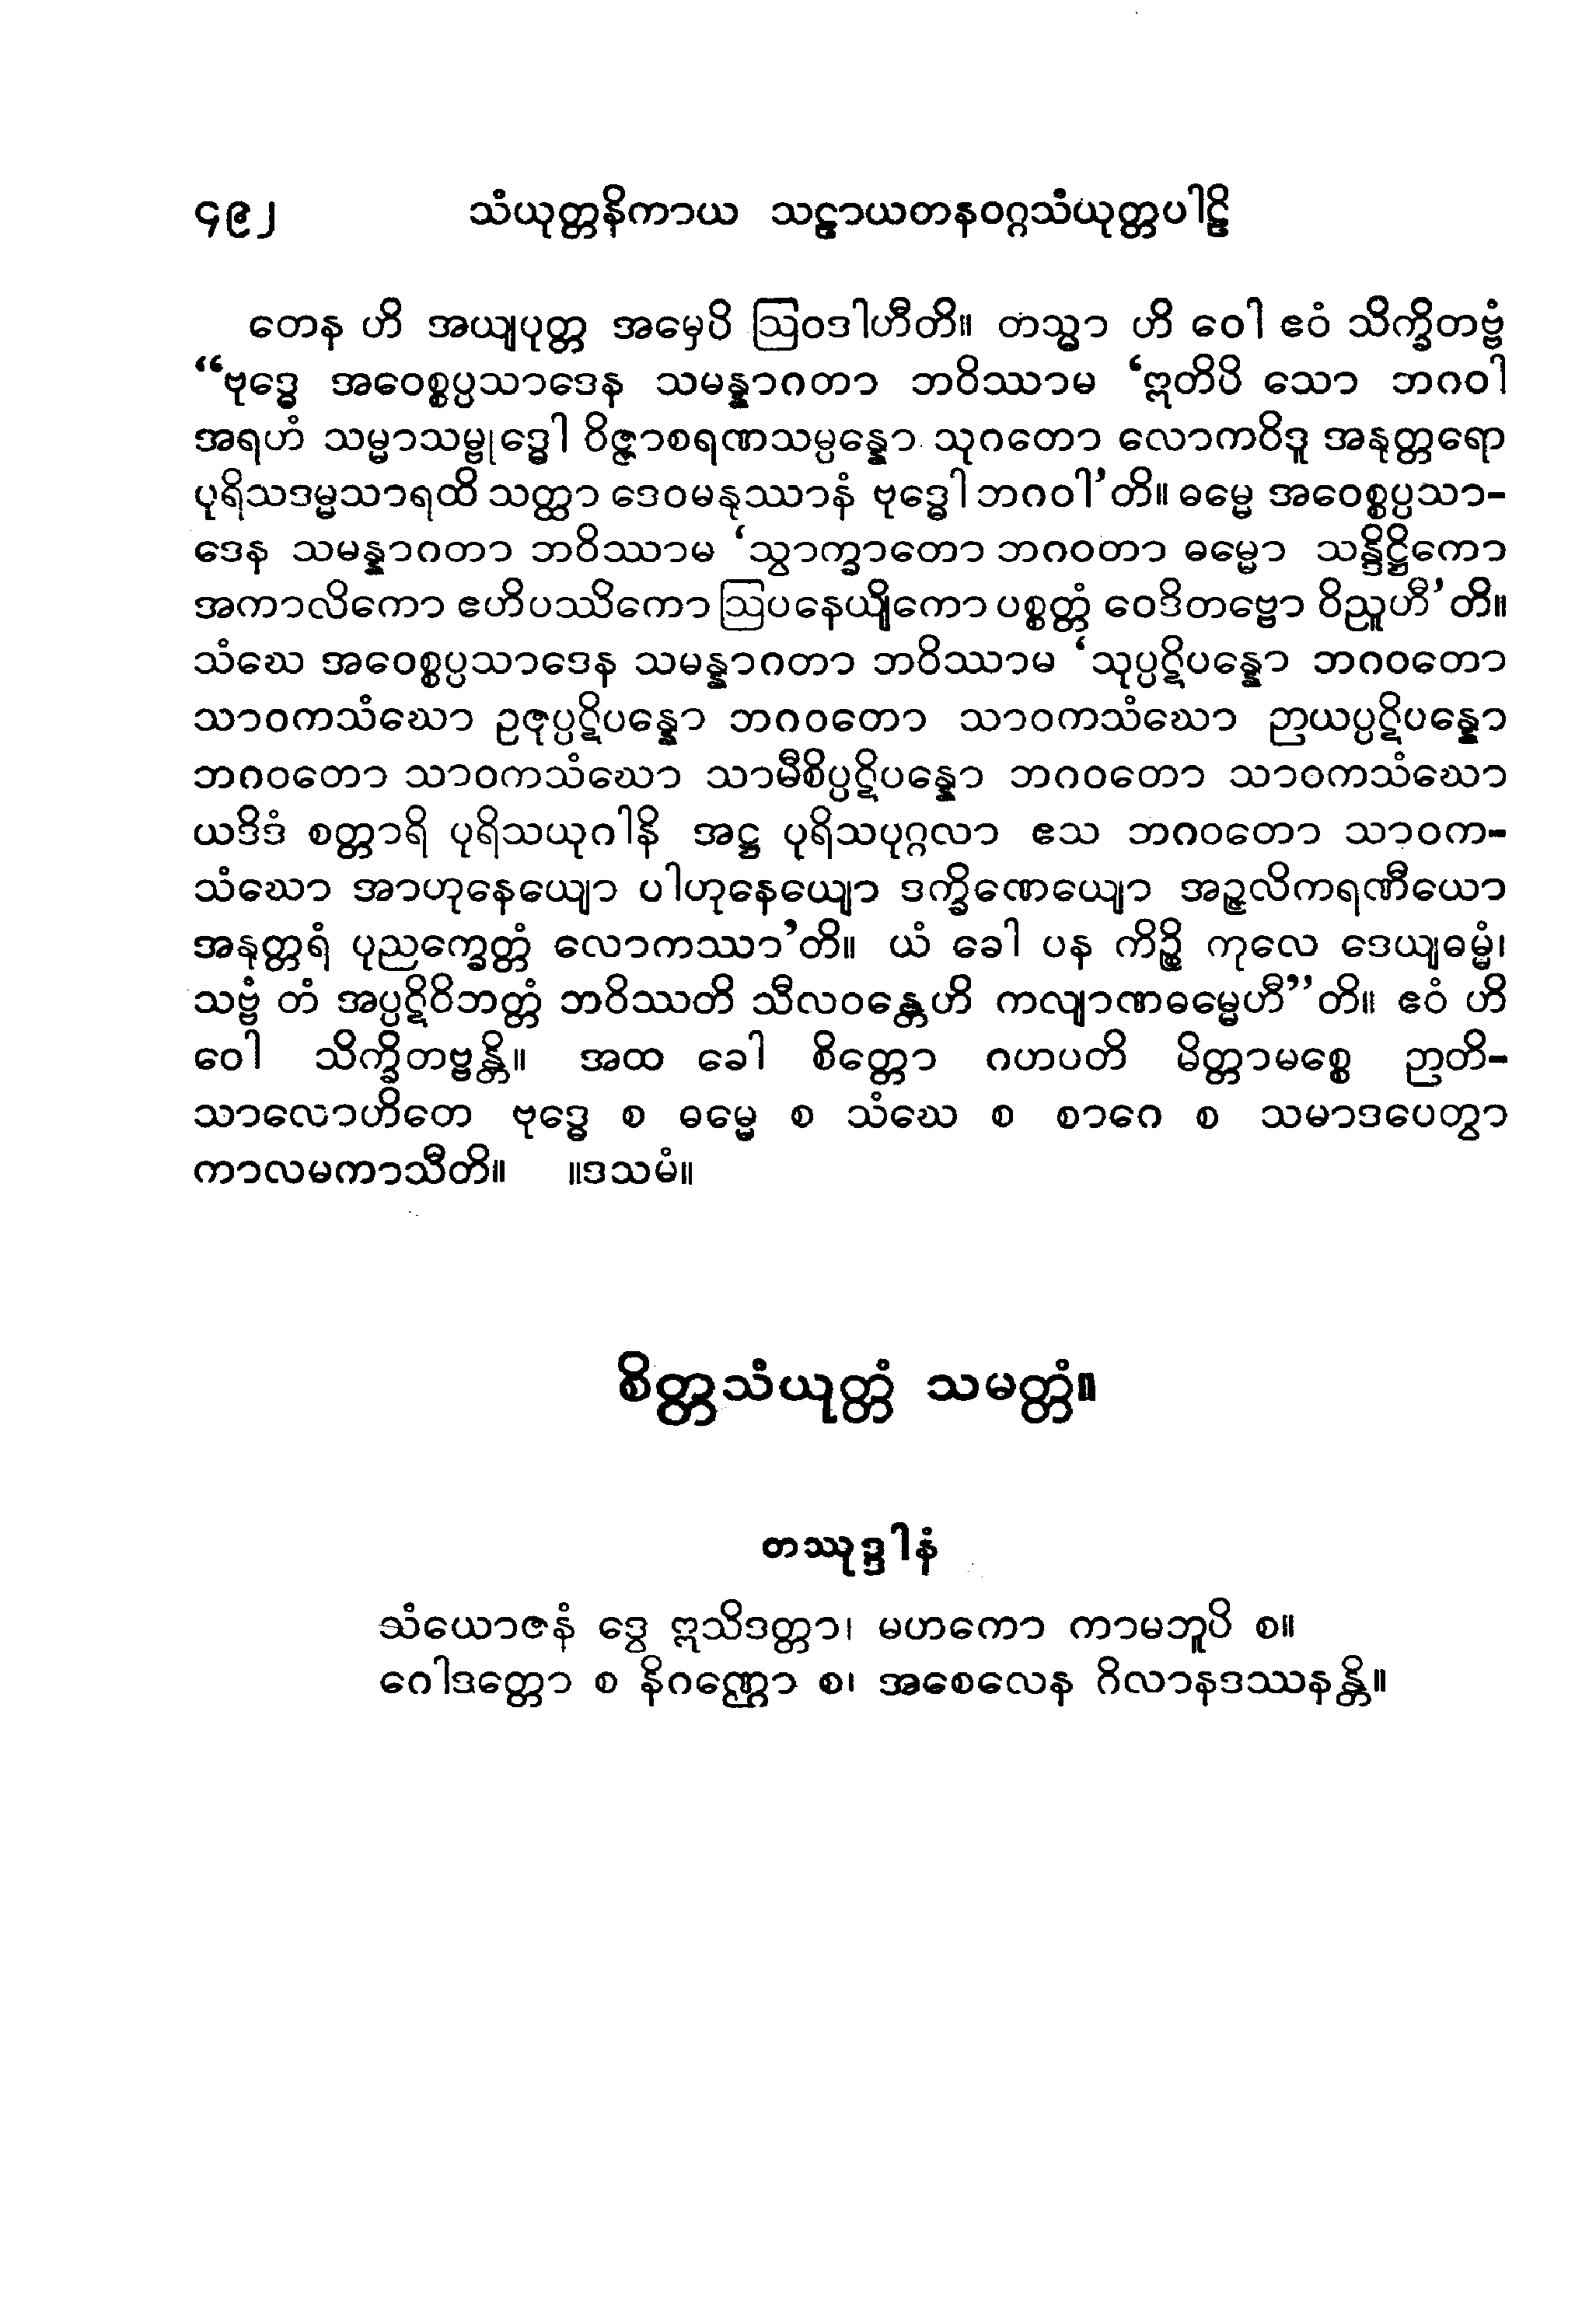 ၄၉၂ သံယုတ္တနိကာယ သဠာယတနဝဂ္ဂသံယုတ္တပါဠိ
တေန ဟိ အယျပုတ္တ အမှေပိ ဩဝဒါဟီတိ။ တသ္မာ ဟိ ဝေါ ဧဝံ သိက္ခိတဗ္ဗံ
“ဗုဒ္ဓေ အဝေစ္စပ္ပသာဒေန သမန္နာဂတာ ဘဝိဿာမ ‘ဣတိပိ သော ဘဂဝါ
အရဟံ သမ္မာသမ္ဗုဒ္ဓေါ ဝိဇ္ဇာစရဏသမ္ပန္နော သုဂတော လောကဝိဒူ အနုတ္တရော
ပုရိသဒမ္မသာရထိ သတ္ထာ ဒေဝမနုဿာနံ ဗုဒ္ဓေါ ဘဂဝါ’တိ။ ဓမ္မေ အဝေစ္စပ္ပသာ-
ဒေန သမန္နာဂတာ ဘဝိဿာမ ‘သွာက္ခာတော ဘဂဝတာ ဓမ္မော သန္ဒိဋ္ဌိကော
အကာလိကော ဧဟိပဿိကော ဩပနေယျိကော ပစ္စတ္တံ ဝေဒိတဗ္ဗော ဝိညူဟီ’တိ။
သံဃေ အဝေစ္စပ္ပသာဒေန သမန္နာဂတာ ဘဝိဿာမ ‘သုပ္ပဋိပန္နော ဘဂဝတော
သာဝကသံဃော ဥဇုပ္ပဋိပန္နော ဘဂဝတော သာဝကသံဃော ဉာယပ္ပဋိပန္နော
ဘဂဝတော သာဝကသံဃော သာမီစိပ္ပဋိပန္နော ဘဂဝတော သာဝကသံဃော
ယဒိဒံ စတ္တာရိ ပုရိသယုဂါနိ အဋ္ဌ ပုရိသပုဂ္ဂလာ ဧသ ဘဂဝတော သာဝက-
သံဃော အာဟုနေယျော ပါဟုနေယျော ဒက္ခိဏေယျော အဉ္ဇလိကရဏီယော
အနုတ္တရံ ပုညက္ခေတ္တံ လောကဿာ’တိ။ ယံ ခေါ ပန ကိဉ္စိ ကုလေ ဒေယျဓမ္မံ၊
သဗ္ဗံ တံ အပ္ပဋိဝိဘတ္တံ ဘဝိဿတိ သီလဝန္တေဟိ ကလျာဏဓမ္မေဟီ”တိ။ ဧဝံ ဟိ
ဝေါ သိက္ခိတဗ္ဗန္တိ။ အထ ခေါ စိတ္တော ဂဟပတိ မိတ္တာမစ္စေ ဉာတိ-
သာလောဟိတေ ဗုဒ္ဓေ စ ဓမ္မေ စ သံဃေ စ စာဂေ စ သမာဒပေတွာ
ကာလမကာသီတိ။ ။ဒသမံ။
စိတ္တသံယုတ္တံ သမတ္တံ။
တဿုဒ္ဒါနံ
သံယောဇနံ ဒွေ ဣသိဒတ္တာ၊ မဟကော ကာမဘူပိ စ။
ဂေါဒတ္တော စ နိဂဏ္ဌော စ၊ အစေလေန ဂိလာနဒဿနန္တိ။